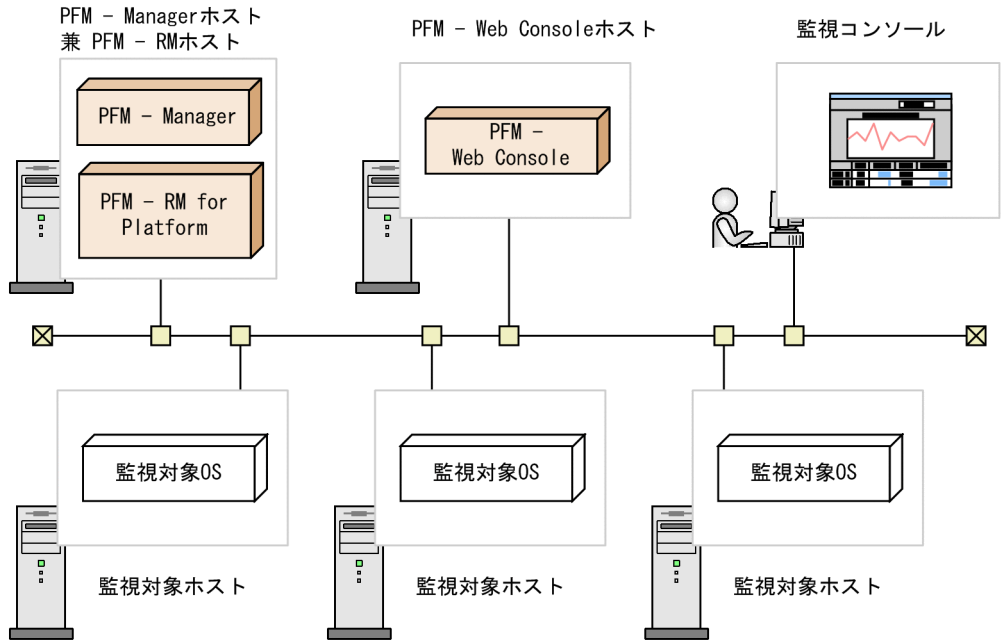 PFM - Managerホスト
兼 PFM - RMホスト
PFM - Manager
PFM - RM for
Platform
PFM - Web Consoleホスト
PFM -
Web Console
監視コンソール
監視対象OS
監視対象ホスト
監視対象OS
監視対象ホスト
監視対象OS
監視対象ホスト